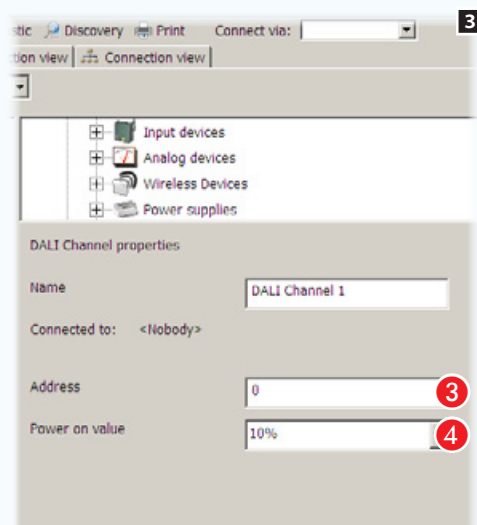 3
stic Discovery Print Connect via:
tion view Connection view
Input devices
Analog devices
Wireless Devices
Power supplies
DALI Channel properties
Name DALI Channel 1
Connected to: <Nobody>
Address 0 3
Power on value 10% 4